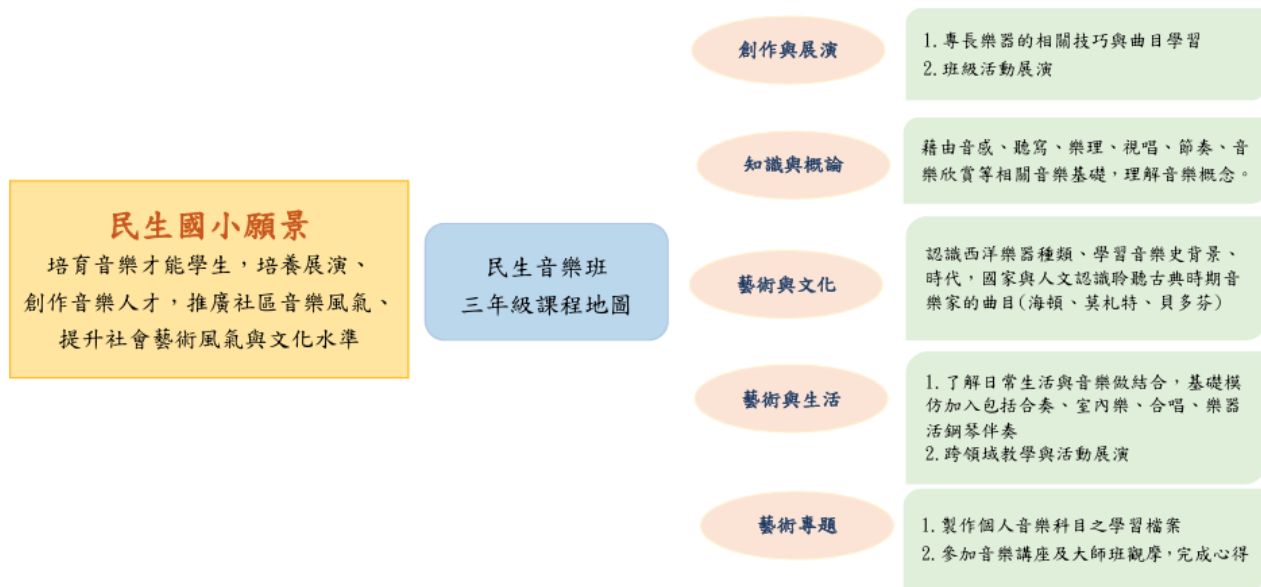 民生國小願景
培育音樂才能學生，培養展演、
創作音樂人才，推廣社區音樂風氣、
提升社會藝術風氣與文化水準
民生音樂班
三年級課程地圖
創作與展演
1.專長樂器的相關技巧與曲目學習
2.班級活動展演
知識與概論
藉由音感、聽寫、樂理、視唱、節奏、音
樂欣賞等相關音樂基礎，理解音樂概念。
藝術與文化
認識西洋樂器種類、學習音樂史背景、
時代，國家與人文認識聆聽古典時期音
樂家的曲目(海頓、莫札特、貝多芬)
藝術與生活
1.了解日常生活與音樂做結合，基礎模
仿加入包括合奏、室內樂、合唱、樂器
活鋼琴伴奏
2.跨領域教學與活動展演
藝術專題
1.製作個人音樂科目之學習檔案
2.參加音樂講座及大師班觀摩，完成心得